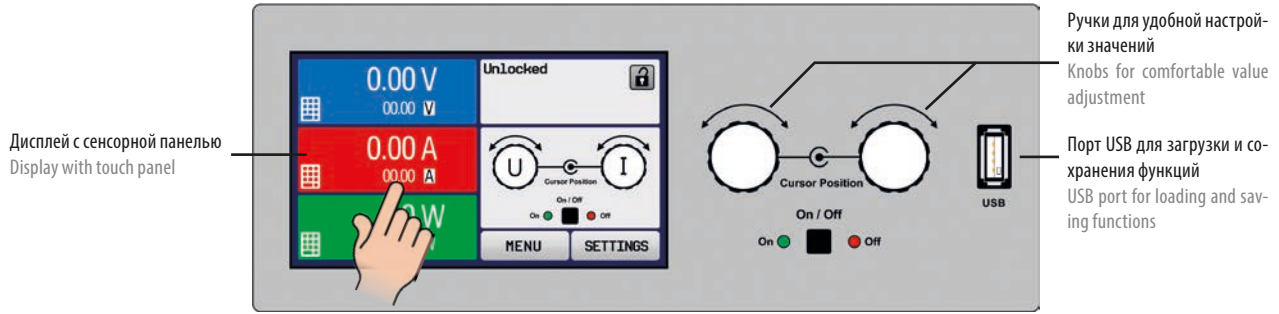 Дисплей с сенсорной панелью
Display with touch panel
0.00 V
00.00 V
0.00 A
00.00 A
W
Unlocked
U
I
Cursor Position
On / Off
On
Off
MENU
SETTINGS
Cursor Position
On / Off
On
Off
USB
Ручки для удобной настрой-
ки значений
Knobs for comfortable value
adjustment
Порт USB для загрузки и со-
хранения функций
USB port for loading and sav-
ing functions